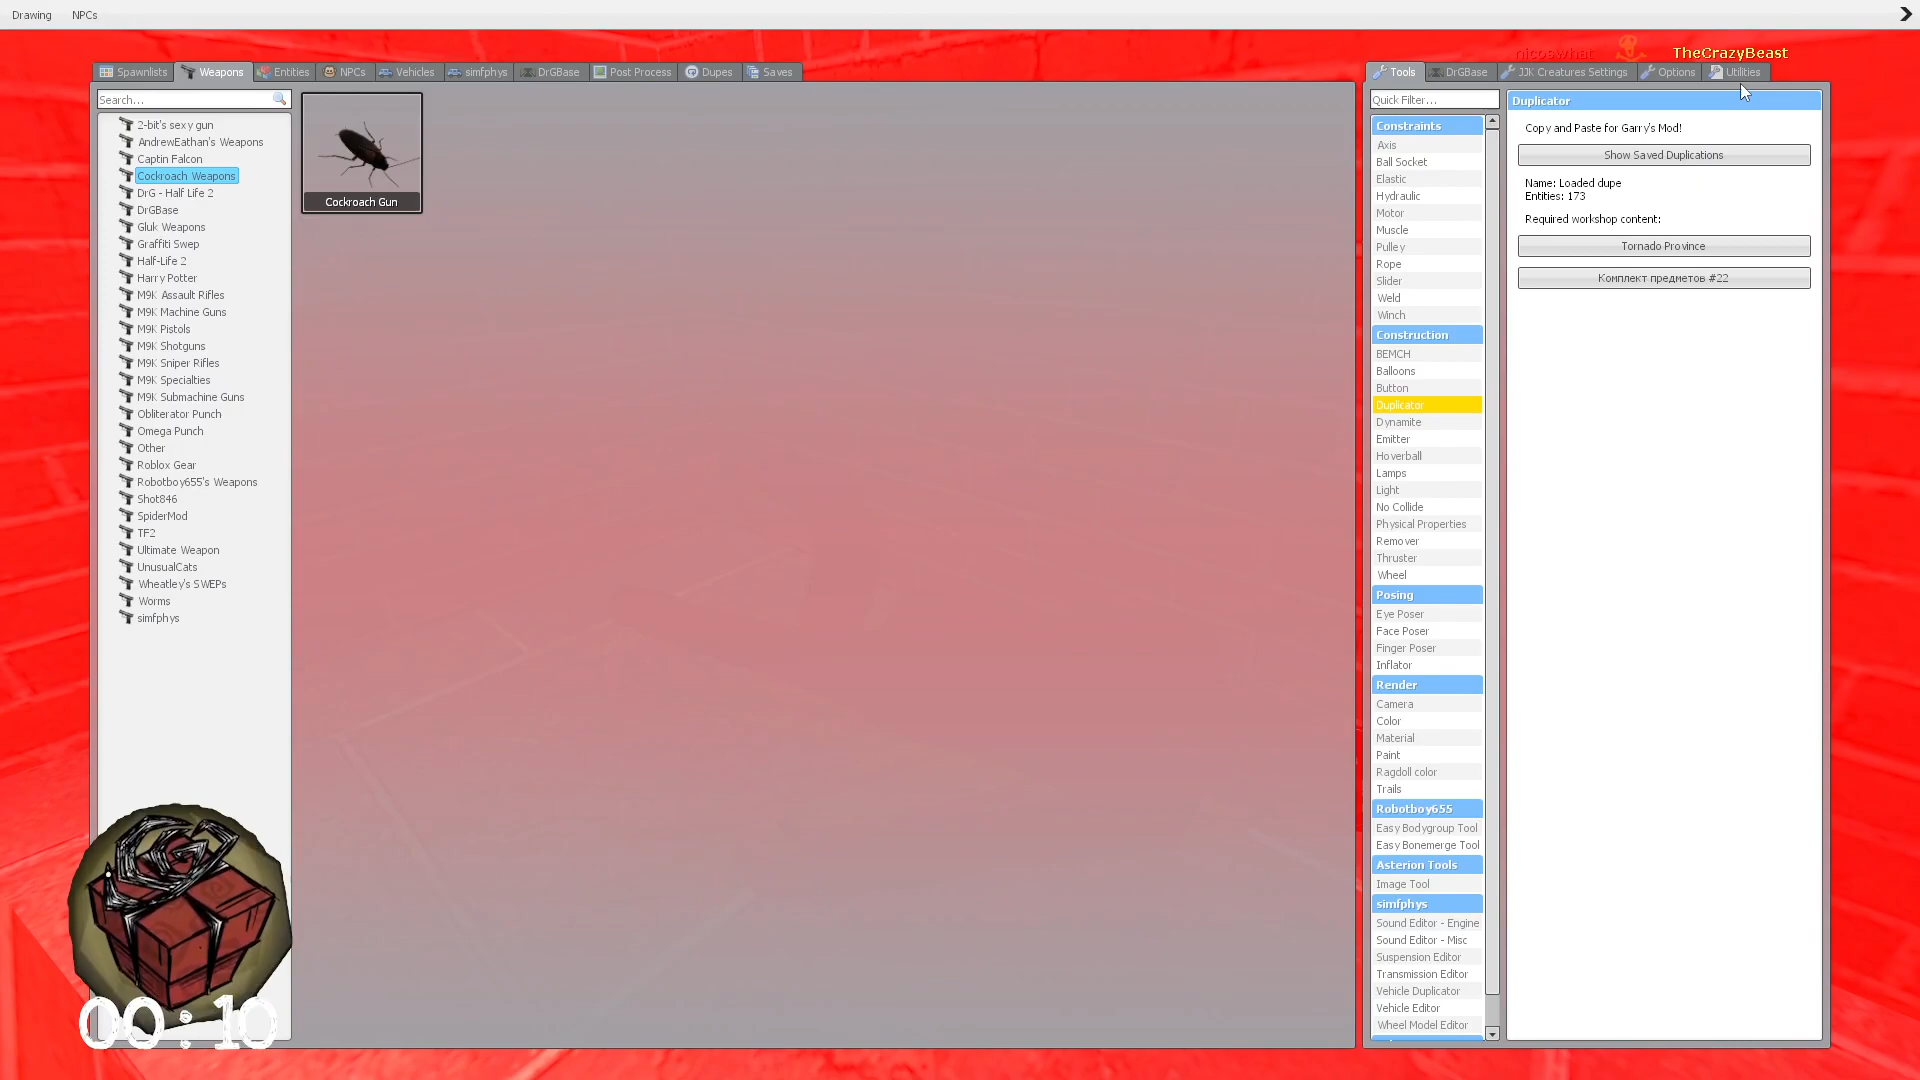 Drawing
NPCs
nicoswhat
TheCrazyBeast
Spawnlists
Weapons
Entities
NPCs
Vehicles
simfphys
DrGBase
Post Process
Dupes
Saves
Search...
2-bit's sexy gun
AndrewEathan's Weapons
Captin Falcon
Cockroach Weapons
DrG - Half Life 2
DrGBase
Gluk Weapons
Graffiti Swep
Half-Life 2
Harry Potter
M9K Assault Rifles
M9K Machine Guns
M9K Pistols
M9K Shotguns
M9K Sniper Rifles
M9K Specialties
M9K Submachine Guns
Obliterator Punch
Omega Punch
Other
Roblox Gear
Robotboy655's Weapons
Shot846
SpiderMod
TF2
Ultimate Weapon
UnusualCats
Wheatley's SWEPs
Worms
simfphys
00:10
Cockroach Gun
Tools
DrGBase
JJK Creatures Settings
Options
Utilities
Quick Filter...
Constraints
Axis
Ball Socket
Elastic
Hydraulic
Motor
Muscle
Pulley
Rope
Slider
Weld
Winch
Construction
BEMCH
Balloons
Button
Duplicator
Dynamite
Emitter
Hoverball
Lamps
Light
No Collide
Physical Properties
Remover
Thruster
Wheel
Posing
Eye Poser
Face Poser
Finger Poser
Inflator
Render
Camera
Color
Material
Paint
Ragdoll color
Trails
Robotboy655
Easy Bodygroup Tool
Easy Bonemerge Tool
Asterion Tools
Image Tool
simfphys
Sound Editor - Engine
Sound Editor - Misc
Suspension Editor
Transmission Editor
Vehicle Duplicator
Vehicle Editor
Wheel Model Editor
Duplicator
Copy and Paste for Garry's Mod!
Show Saved Duplications
Name: Loaded dupe
Entities: 173
Required workshop content:
Tornado Province
Комплект предметов #22